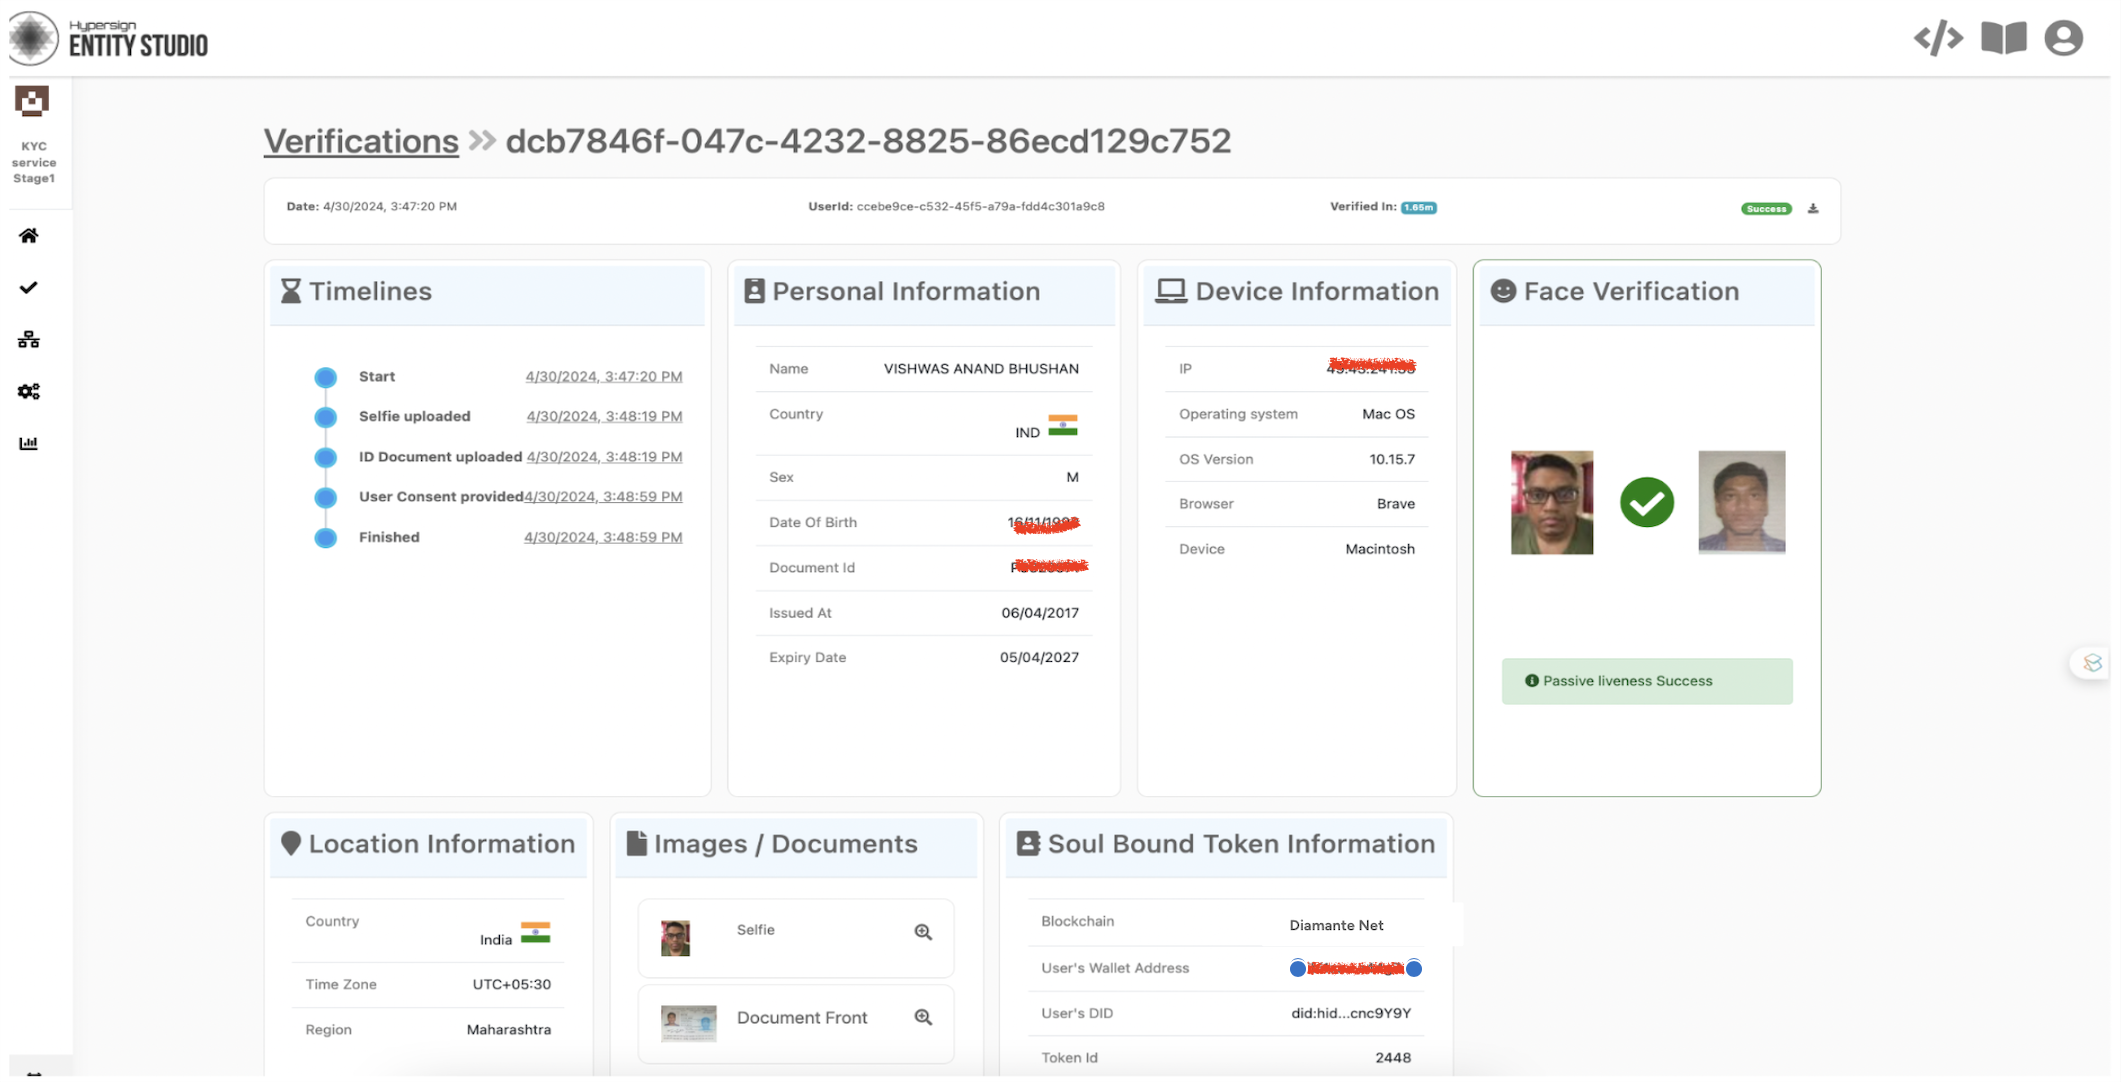 Hypersign
ENTITY STUDIO
KYC
service
Stage1
Verifications >> dcb7846f-047c-4232-8825-86ecd129c752
Date: 4/30/2024, 3:47:20 PM
UserId: ccebe9ce-c532-45f5-a79a-fdd4c301a9c8
Verified In: 1.65m
Success
Timelines
Start 4/30/2024, 3:47:20 PM
Selfie uploaded 4/30/2024, 3:48:19 PM
ID Document uploaded 4/30/2024, 3:48:19 PM
User Consent provided 4/30/2024, 3:48:59 PM
Finished 4/30/2024, 3:48:59 PM
Personal Information
Name VISHWAS ANAND BHUSHAN
Country IND
Sex M
Date Of Birth
Document Id
Issued At 06/04/2017
Expiry Date 05/04/2027
Device Information
IP
Operating system Mac OS
OS Version 10.15.7
Browser Brave
Device Macintosh
Face Verification
Passive liveness Success
Location Information
Country India
Time Zone UTC+05:30
Region Maharashtra
Images / Documents
Selfie
Document Front
Soul Bound Token Information
Blockchain Diamante Net
User's Wallet Address
User's DID did:hid...cnc9Y9Y
Token Id 2448